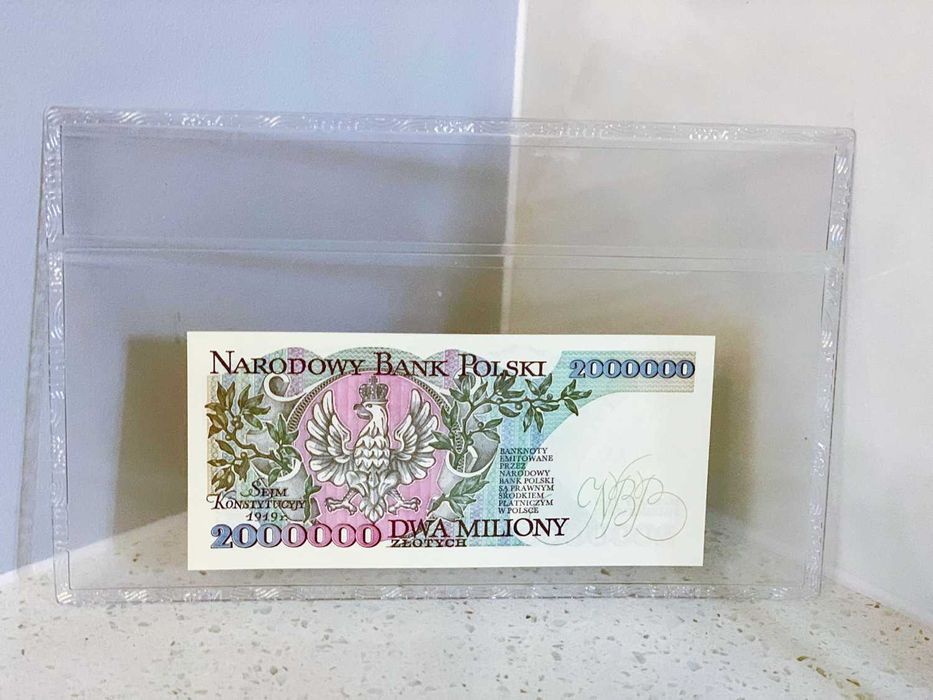 NARODOWY BANK POLSKI
2000000
BANKNOTY
EMITOWANE
PRZEZ
NARODOWY
BANK POLSKI
SĄ PRAWNYM
ŚRODKIEM
PŁATNICZYM
W POLSCE
NBP
SEJM
KONSTYTUCYJY
1919 r.
2000000
DWA MILIONY
ZŁOTYCH